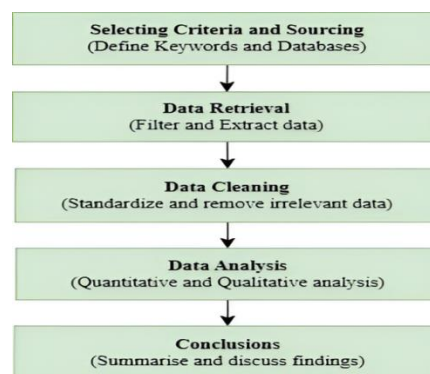 Selecting Criteria and Sourcing
(Define Keywords and Databases)
Data Retrieval
(Filter and Extract data)
Data Cleaning
(Standardize and remove irrelevant data)
Data Analysis
(Quantitative and Qualitative analysis)
Conclusions
(Summarise and discuss findings)